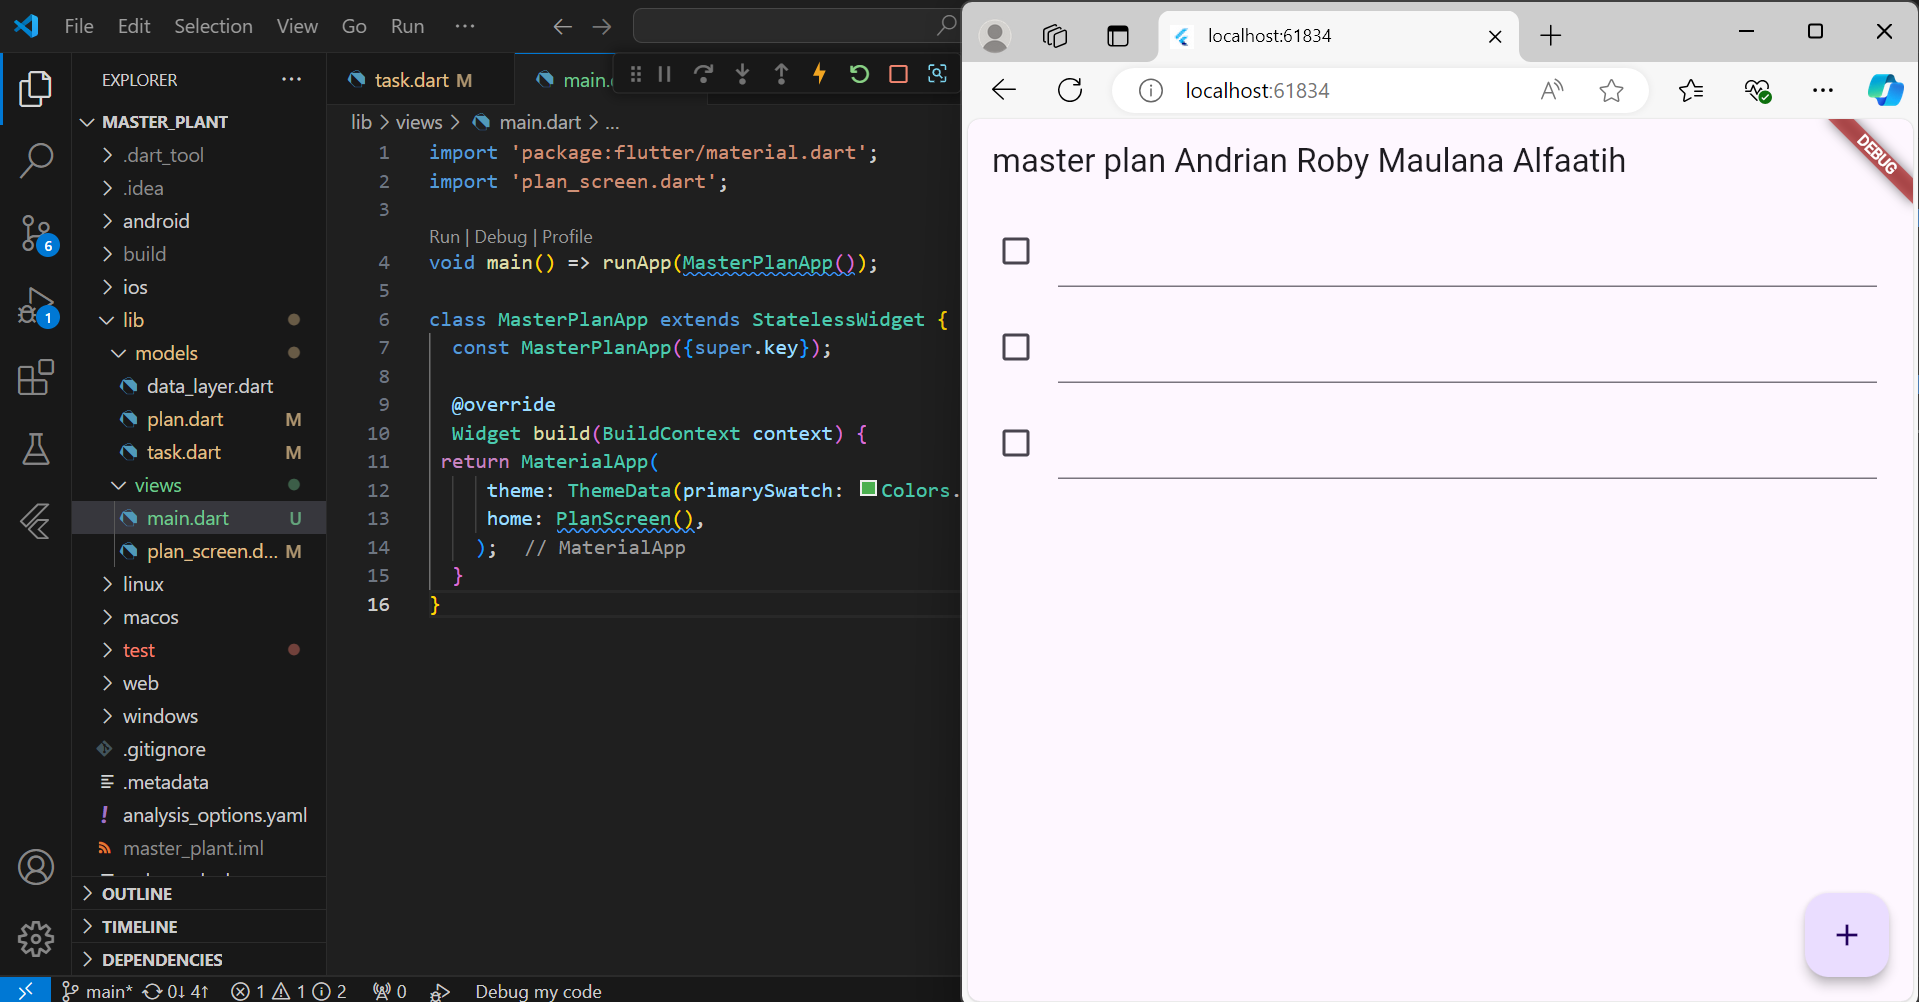 File Edit Selection View Go Run ...
EXPLORER ...
MASTER_PLANT
.dart_tool
.idea
android
build
ios
lib
models
data_layer.dart
plan.dart M
task.dart M
views
main.dart U
plan_screen.d... M
linux
macos
test
web
windows
.gitignore
.metadata
analysis_options.yaml
master_plant.iml
OUTLINE
TIMELINE
DEPENDENCIES
6
1
task.dart M
main.
lib > views > main.dart > ...
1 import 'package:flutter/material.dart';
2 import 'plan_screen.dart';
3
Run | Debug | Profile
4 void main() => runApp(MasterPlanApp());
5
6 class MasterPlanApp extends StatelessWidget {
7 const MasterPlanApp({super.key});
8
9 @override
10 Widget build(BuildContext context) {
11 return MaterialApp(
12 theme: ThemeData(primarySwatch: Colors.
13 home: PlanScreen(),
14 ); // MaterialApp
15 }
16 }
main* 0↓ 4↑ 1 1 2 0 Debug my code
localhost:61834
localhost:61834
master plan Andrian Roby Maulana Alfaatih
DEBUG
+